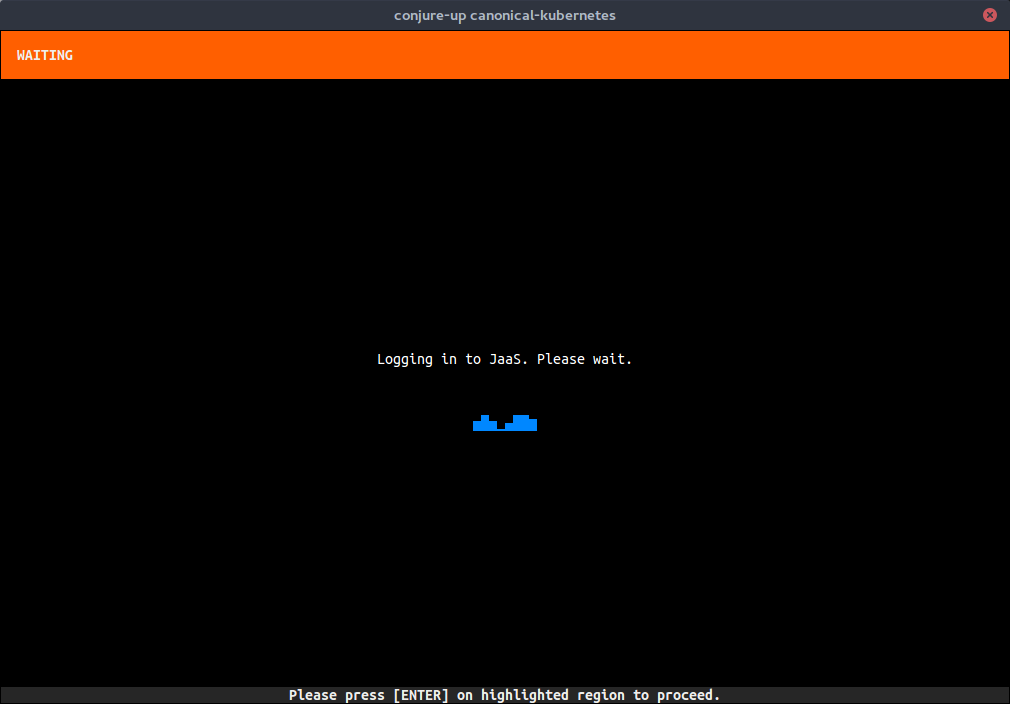 conjure-up canonical-kubernetes
WAITING
Logging in to JaaS. Please wait.
Please press [ENTER] on highlighted region to proceed.